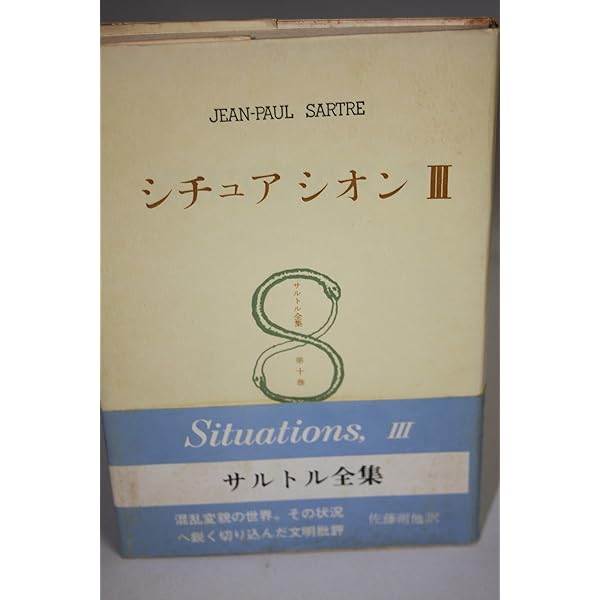 JEAN-PAUL SARTRE
シチュアシオン III
サルトル全集
第十巻
Situations, III
サルトル全集
混乱変貌の世界。その状況
へ鋭く切り込んだ文明批評
佐藤朔他訳